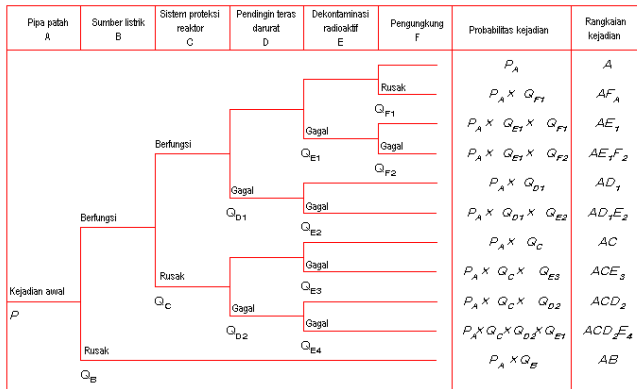 Pipa patah
A
Sumber listrik
B
Sistem proteksi
reaktor
C
Pendingin teras
darurat
D
Dekontaminasi
radioaktif
E
Pengungkung
F
Probabilitas kejadian
Rangkaian
kejadian
P_A
A
Rusak
P_A × Q_F1
AF_A
Q_F1
P_A × Q_E1 × Q_F1
AE_1
Berfungsi
Gagal
Q_E1
Gagal
P_A × Q_E1 × Q_F2
AE_1F_2
Q_F2
P_A × Q_D1
AD_1
Gagal
Q_D1
Berfungsi
Gagal
P_A × Q_D1 × Q_E2
AD_1E_2
Q_E2
P_A × Q_C
AC
Gagal
P_A × Q_C × Q_E3
ACE_3
Rusak
Q_E3
Kejadian awal
P
Q_C
P_A × Q_C × Q_D2
ACD_2
Gagal
Q_D2
Gagal
P_A×Q_C×Q_D2×Q_E1
ACD_2E_4
Q_E4
Rusak
P_A × Q_B
AB
Q_B